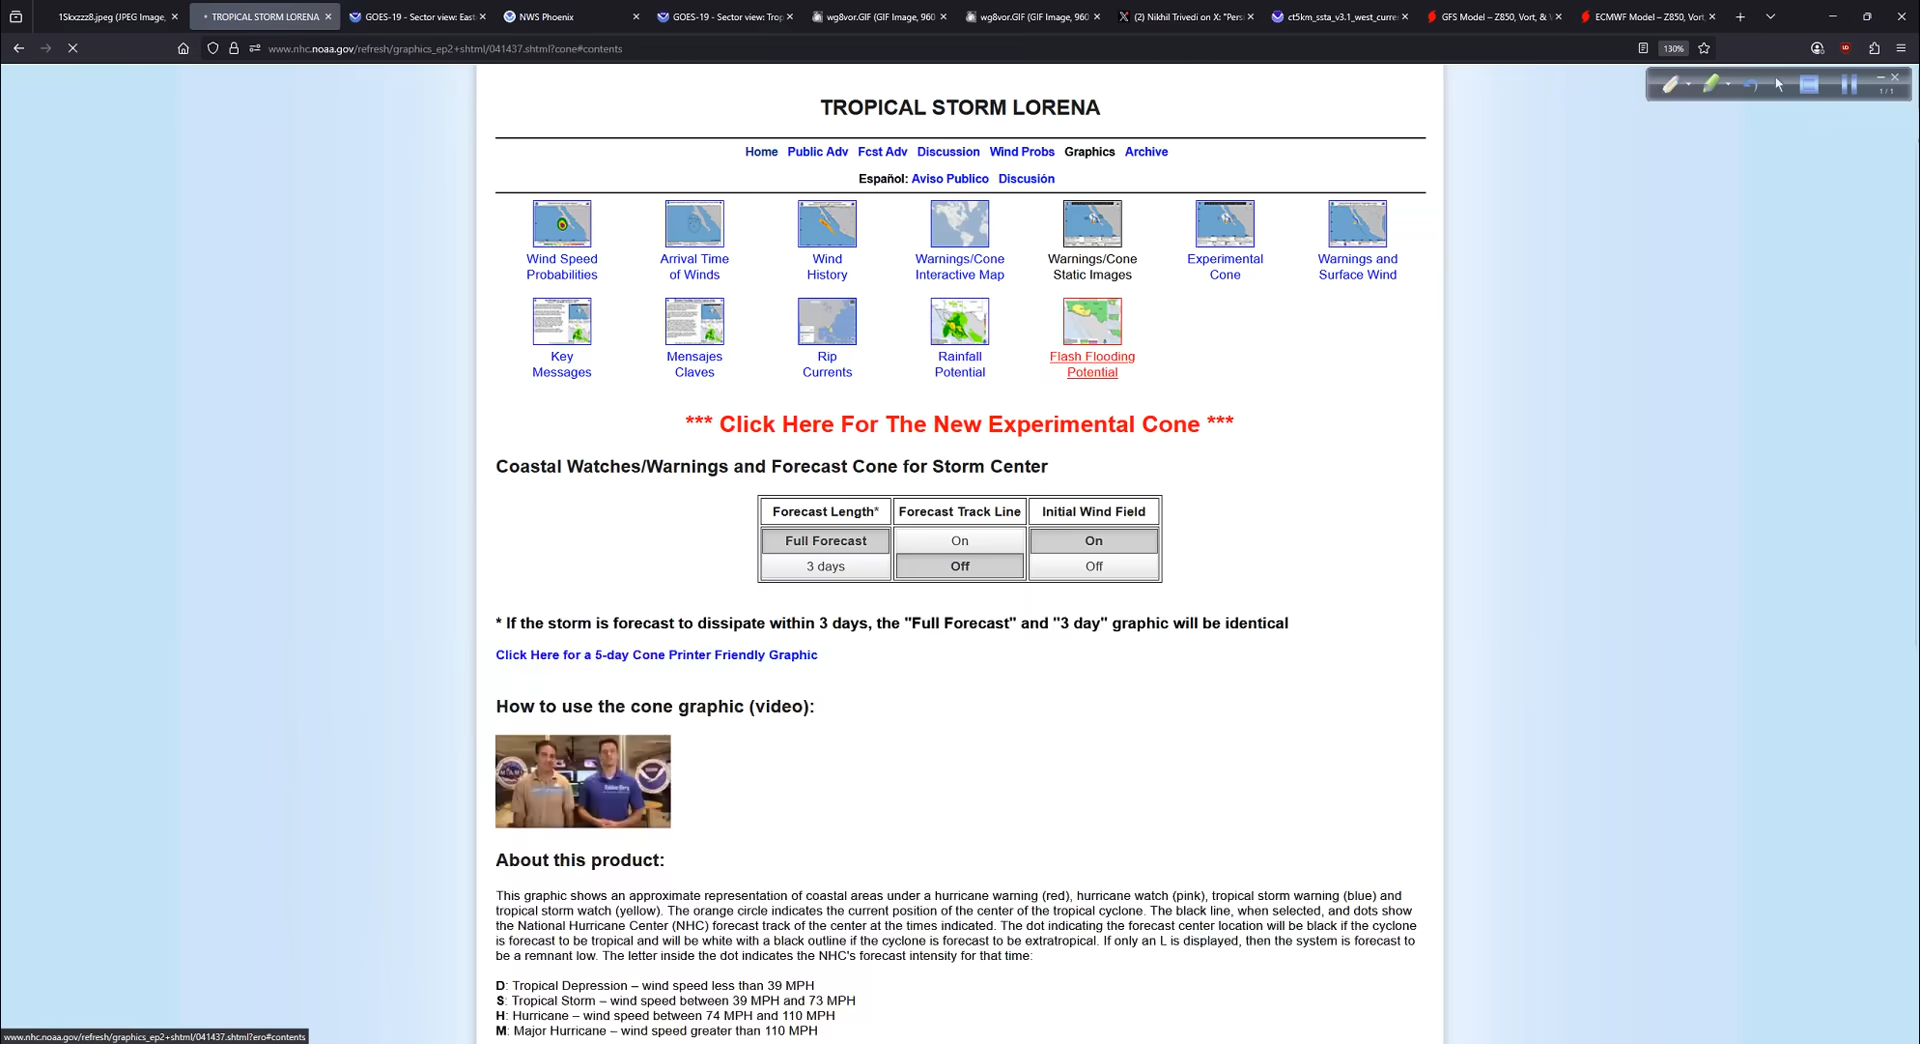 1Skxzzz8.jpeg (JPEG Image,
TROPICAL STORM LORENA
GOES-19 - Sector view: East
NWS Phoenix
GOES-19 - Sector view: Trop
wg8vor.GIF (GIF Image, 960
wg8vor.GIF (GIF Image, 960
(2) Nikhil Trivedi on X: "Pers
ct5km_ssta_v3.1_west_curre
GFS Model – Z850, Vort, &
ECMWF Model – Z850, Vort,
www.nhc.noaa.gov/refresh/graphics_ep2+shtml/041437.shtml?cone#contents
130%
1 / 1
TROPICAL STORM LORENA
Home Public Adv Fcst Adv Discussion Wind Probs Graphics Archive
Español: Aviso Publico Discusión
Wind Speed
Probabilities
Arrival Time
of Winds
Wind
History
Warnings/Cone
Interactive Map
Warnings/Cone
Static Images
Experimental
Cone
Warnings and
Surface Wind
Key
Messages
Mensajes
Claves
Rip
Currents
Rainfall
Potential
Flash Flooding
Potential
*** Click Here For The New Experimental Cone ***
Coastal Watches/Warnings and Forecast Cone for Storm Center
Forecast Length* Forecast Track Line Initial Wind Field
Full Forecast On On
3 days Off Off
* If the storm is forecast to dissipate within 3 days, the "Full Forecast" and "3 day" graphic will be identical
Click Here for a 5-day Cone Printer Friendly Graphic
How to use the cone graphic (video):
About this product:
This graphic shows an approximate representation of coastal areas under a hurricane warning (red), hurricane watch (pink), tropical storm warning (blue) and
tropical storm watch (yellow). The orange circle indicates the current position of the center of the tropical cyclone. The black line, when selected, and dots show
the National Hurricane Center (NHC) forecast track of the center at the times indicated. The dot indicating the forecast center location will be black if the cyclone
is forecast to be tropical and will be white with a black outline if the cyclone is forecast to be extratropical. If only an L is displayed, then the system is forecast to
be a remnant low. The letter inside the dot indicates the NHC's forecast intensity for that time:
D: Tropical Depression – wind speed less than 39 MPH
S: Tropical Storm – wind speed between 39 MPH and 73 MPH
H: Hurricane – wind speed between 74 MPH and 110 MPH
M: Major Hurricane – wind speed greater than 110 MPH
www.nhc.noaa.gov/refresh/graphics_ep2+shtml/041437.shtml?ero#contents